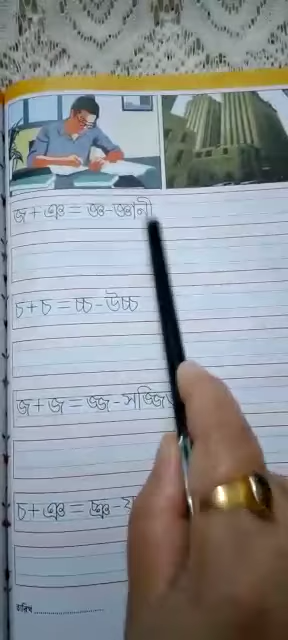 জ + ঞ = জ্ঞ - জ্ঞানী
চ + চ = চ্চ - উচ্চ
জ + জ = জ্জ -
চ + ঞ = চ্ঞ -
তারিখ ........................